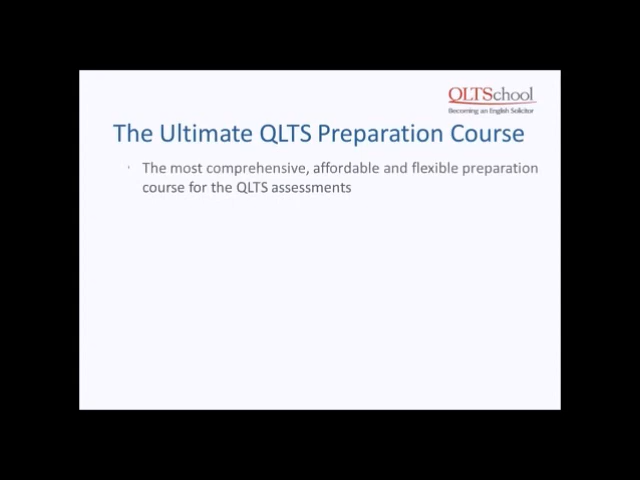 QLTSchool
Becoming an English Solicitor
The Ultimate QLTS Preparation Course
The most comprehensive, affordable and flexible preparation
course for the QLTS assessments